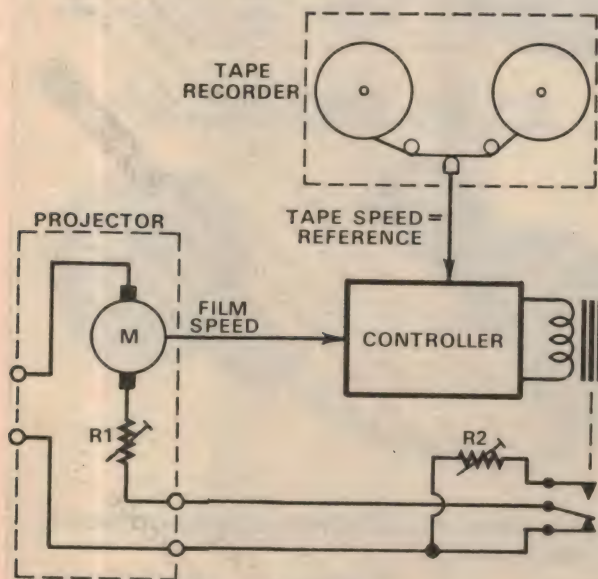 TAPE
RECORDER
TAPE SPEED =
REFERENCE
PROJECTOR
FILM
SPEED
M
CONTROLLER
R1
R2